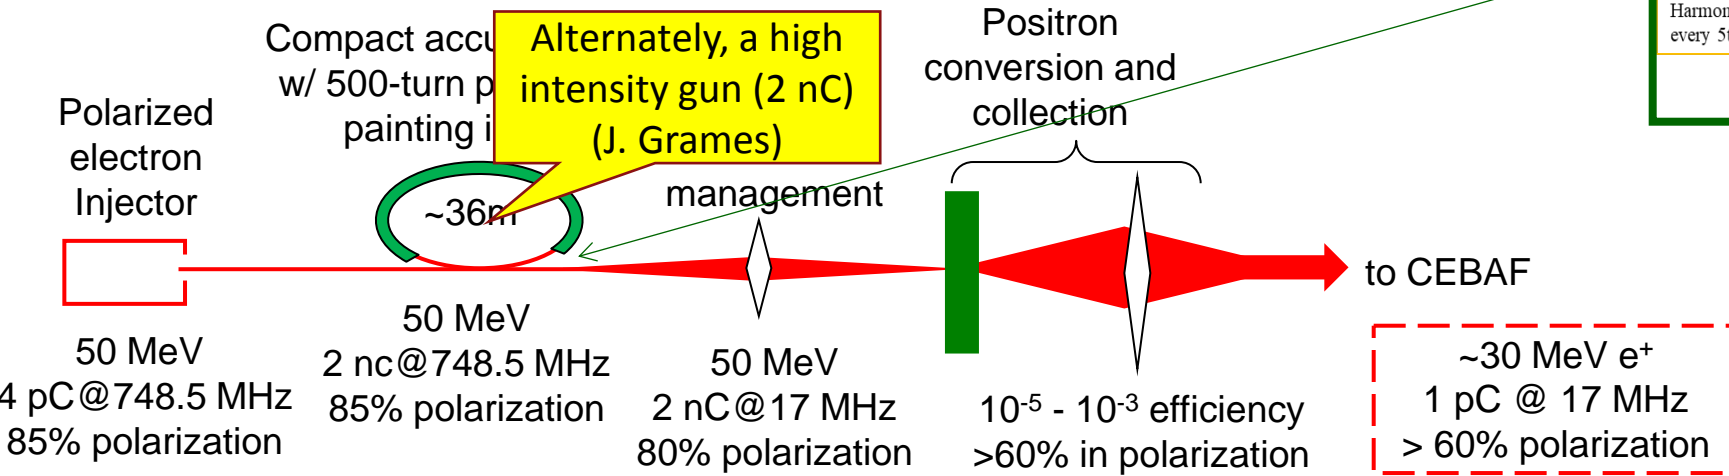 Polarized
electron
Injector
50 MeV
4 pC@748.5 MHz
85% polarization
Compact
w/ 500-turn
painting
~36m
Alternately, a high
intensity gun (2 nC)
(J. Grames)
50 MeV
2 nc@748.5 MHz
85% polarization
management
50 MeV
2 nC@17 MHz
80% polarization
Positron
conversion and
collection
10⁻⁵ - 10⁻³ efficiency
>60% in polarization
to CEBAF
~30 MeV e⁺
1 pC @ 17 MHz
> 60% polarization
every